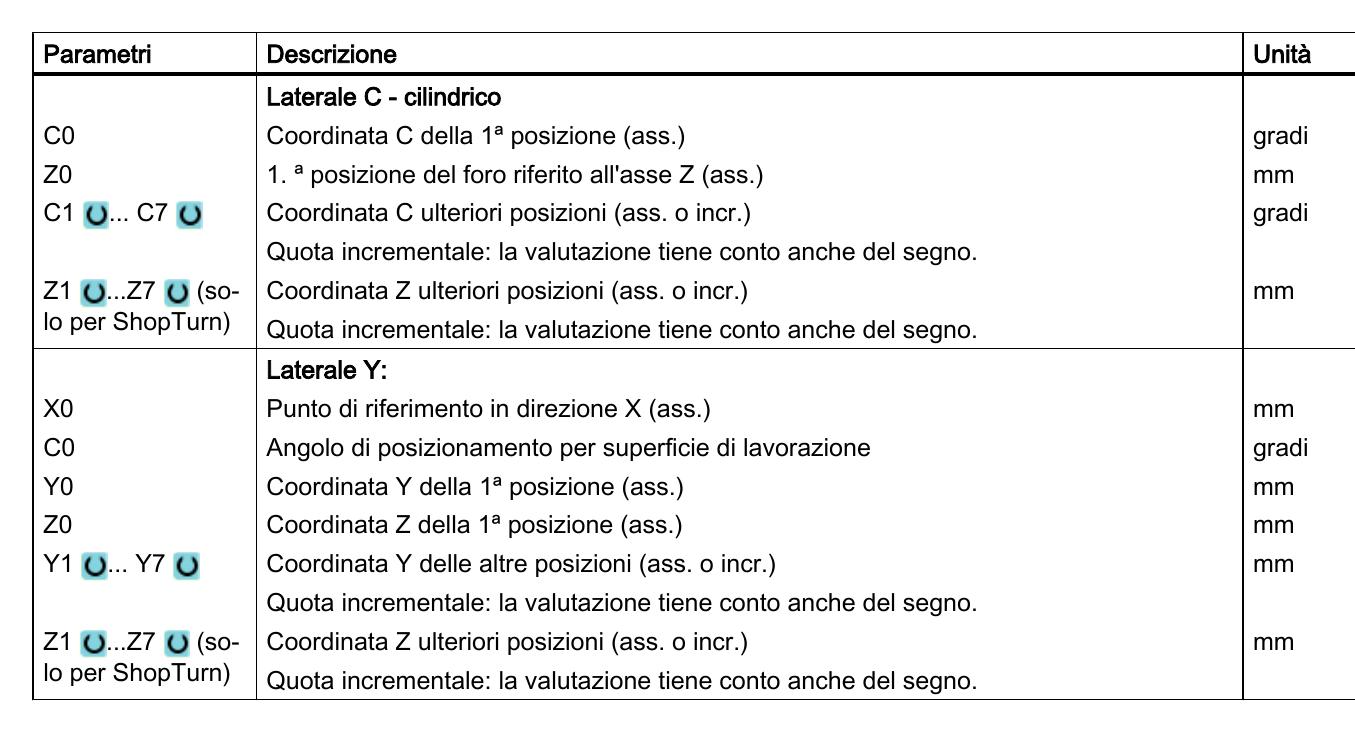 Parametri Descrizione Unità
Laterale C - cilindrico
C0 Coordinata C della 1ª posizione (ass.) gradi
Z0 1. ª posizione del foro riferito all'asse Z (ass.) mm
C1 ... C7 Coordinata C ulteriori posizioni (ass. o incr.) gradi
Quota incrementale: la valutazione tiene conto anche del segno.
Z1 ...Z7 (so- Coordinata Z ulteriori posizioni (ass. o incr.) mm
lo per ShopTurn) Quota incrementale: la valutazione tiene conto anche del segno.
Laterale Y:
X0 Punto di riferimento in direzione X (ass.) mm
C0 Angolo di posizionamento per superficie di lavorazione gradi
Y0 Coordinata Y della 1ª posizione (ass.) mm
Z0 Coordinata Z della 1ª posizione (ass.) mm
Y1 ... Y7 Coordinata Y delle altre posizioni (ass. o incr.) mm
Quota incrementale: la valutazione tiene conto anche del segno.
Z1 ...Z7 (so- Coordinata Z ulteriori posizioni (ass. o incr.) mm
lo per ShopTurn) Quota incrementale: la valutazione tiene conto anche del segno.